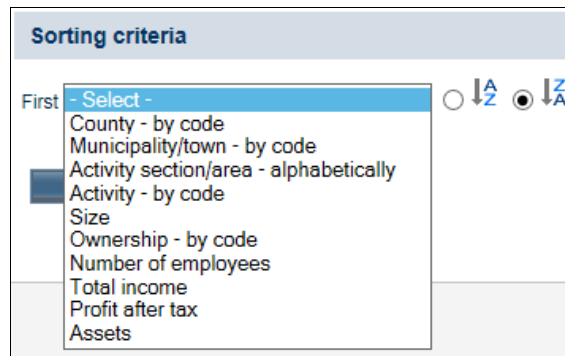 Sorting criteria
First - Select - A Z Z A
County - by code
Municipality/town - by code
Activity section/area - alphabetically
Activity - by code
Size
Ownership - by code
Number of employees
Total income
Profit after tax
Assets